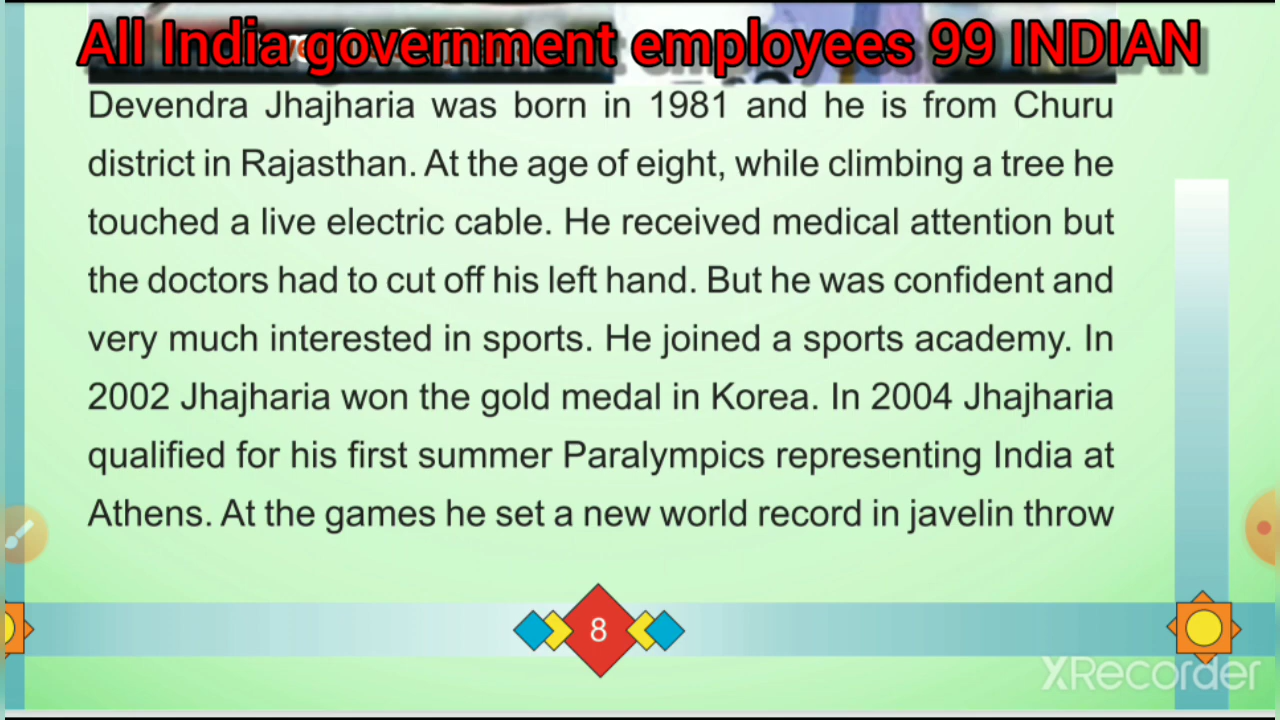 All India government employees 99 INDIAN
Devendra Jhajharia was born in 1981 and he is from Churu
district in Rajasthan. At the age of eight, while climbing a tree he
touched a live electric cable. He received medical attention but
the doctors had to cut off his left hand. But he was confident and
very much interested in sports. He joined a sports academy. In
2002 Jhajharia won the gold medal in Korea. In 2004 Jhajharia
qualified for his first summer Paralympics representing India at
Athens. At the games he set a new world record in javelin throw
8
XRecorder